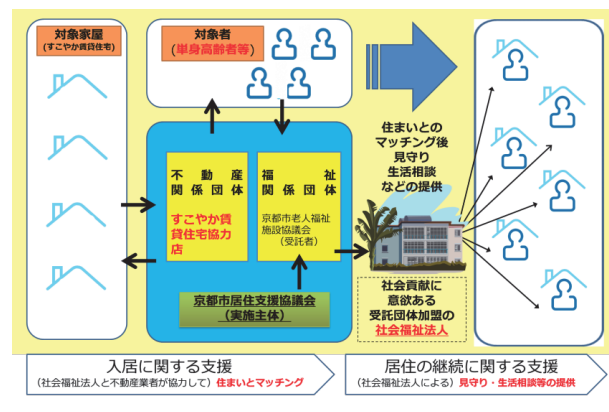 対象家屋
(すこやか賃貸住宅)
対象者
(単身高齢者等)
住まいとの
マッチング後
見守り
生活相談
などの提供
不動産
関係団体
すこやか賃
貸住宅協力
店
福祉
関係団体
京都市老人福祉
施設協議会
(受託者)
京都市居住支援協議会
(実施主体)
社会貢献に
意欲ある
受託団体加盟の
社会福祉法人
入居に関する支援
(社会福祉法人と不動産業者が協力して)住まいとマッチング
居住の継続に関する支援
(社会福祉法人による)見守り・生活相談等の提供